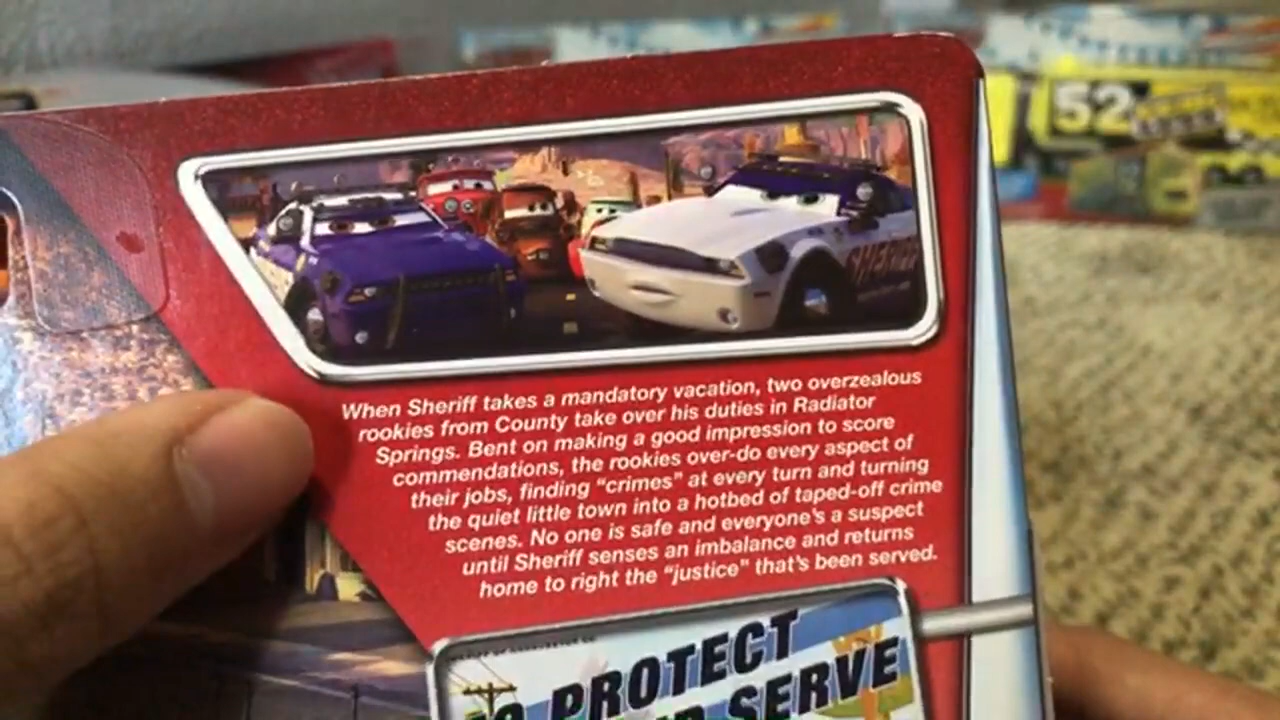 52
SHERIFF
When Sheriff takes a mandatory vacation, two overzealous
rookies from County take over his duties in Radiator
Springs. Bent on making a good impression to score
commendations, the rookies over-do every aspect of
their jobs, finding “crimes” at every turn and turning
the quiet little town into a hotbed of taped-off crime
scenes. No one is safe and everyone's a suspect
until Sheriff senses an imbalance and returns
home to right the “justice” that's been served.
PROTECT
SERVE